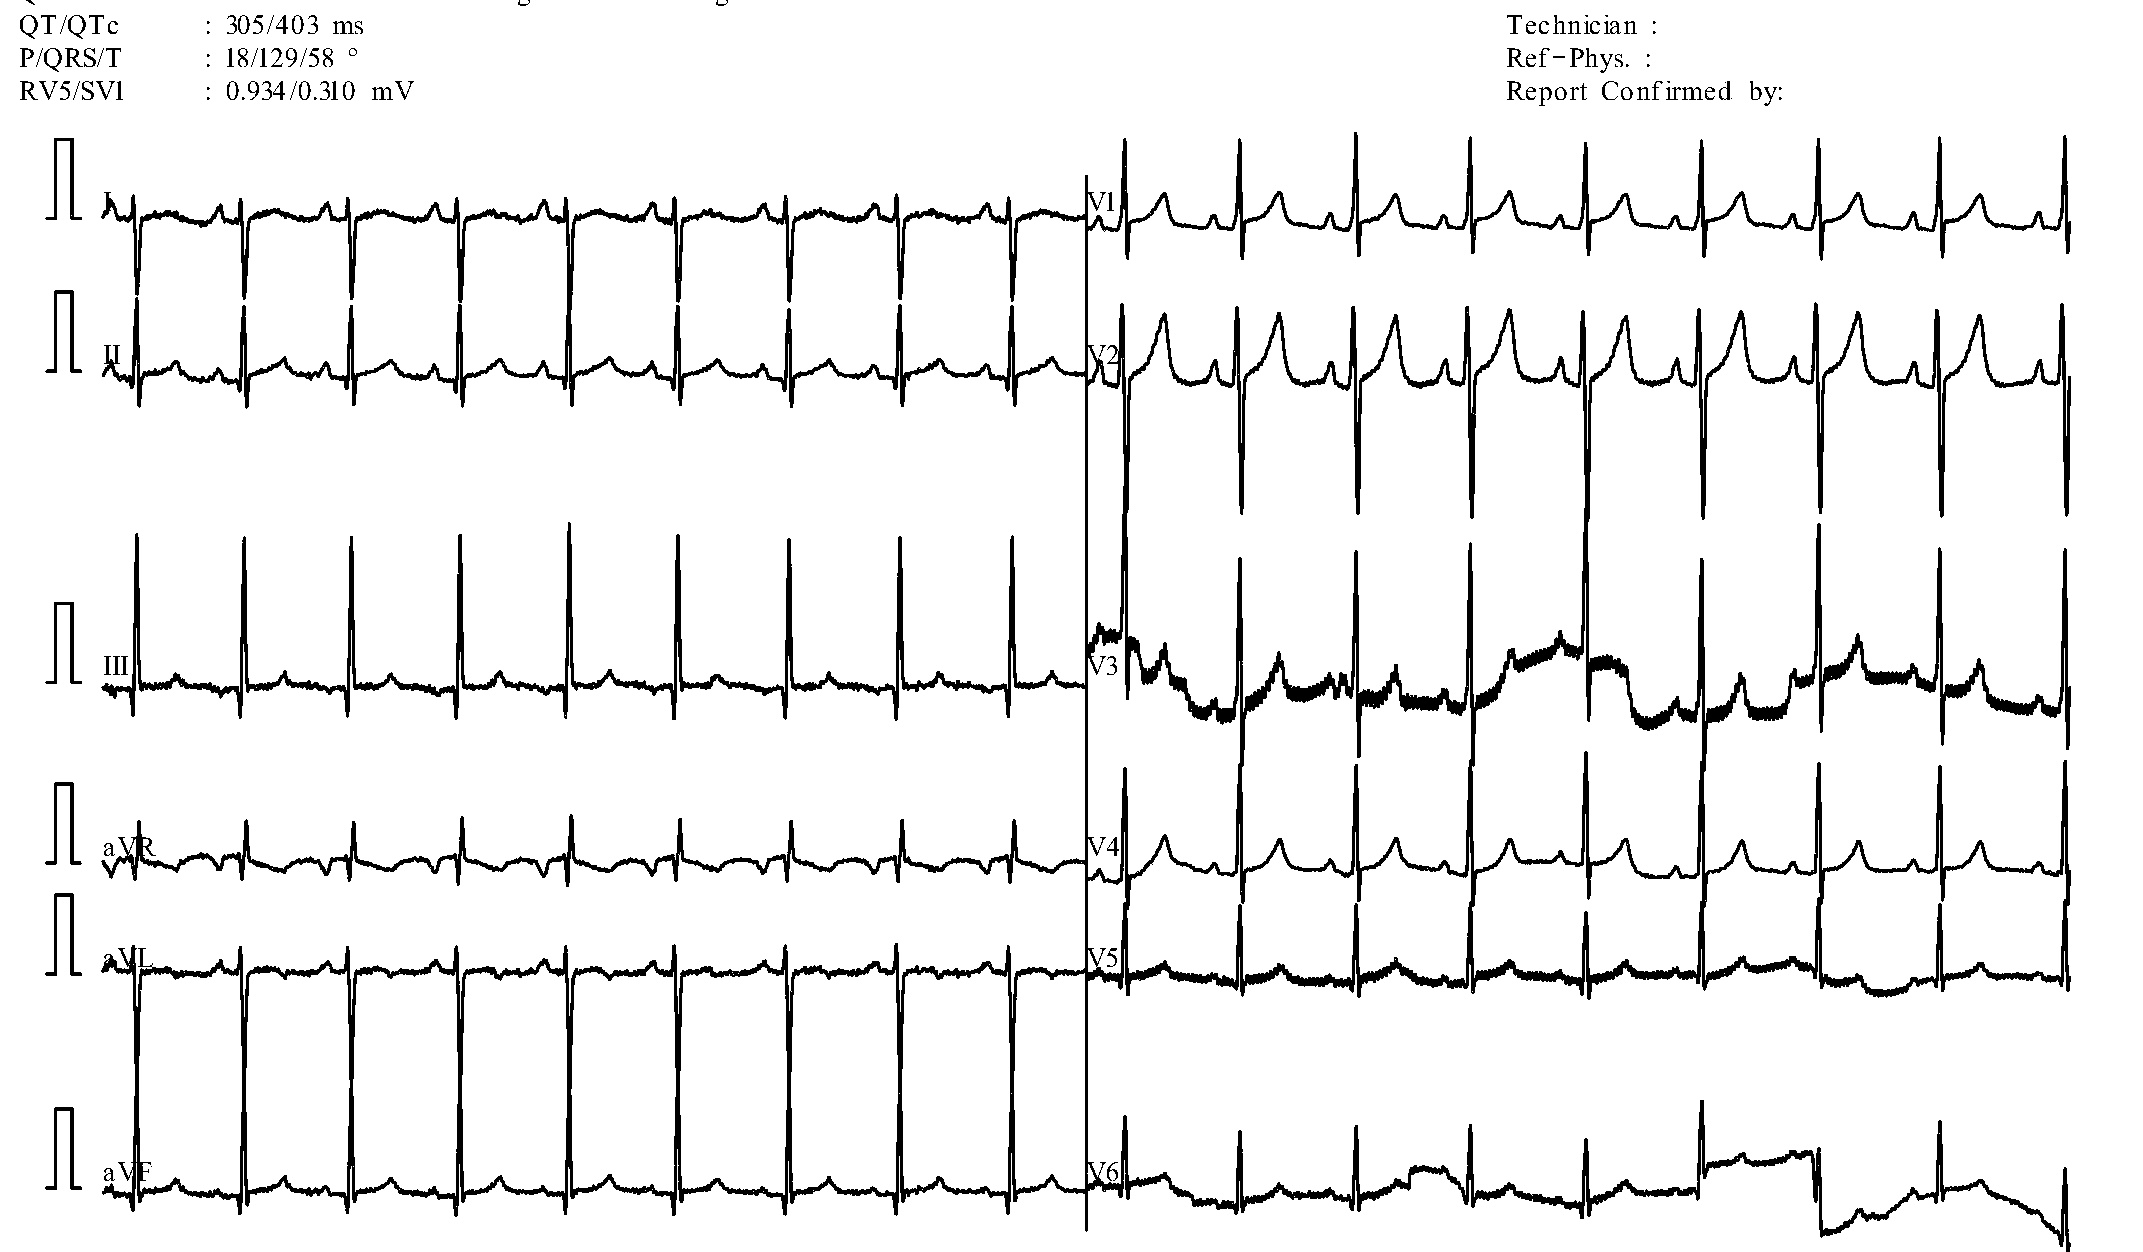 QT/QTc : 305/403 ms
P/QRS/T : 18/129/58 °
RV5/SV1 : 0.934/0.310 mV
Technician :
Ref-Phys. :
Report Confirmed by:
I
II
III
aVR
aVL
aVF
V1
V2
V3
V4
V5
V6